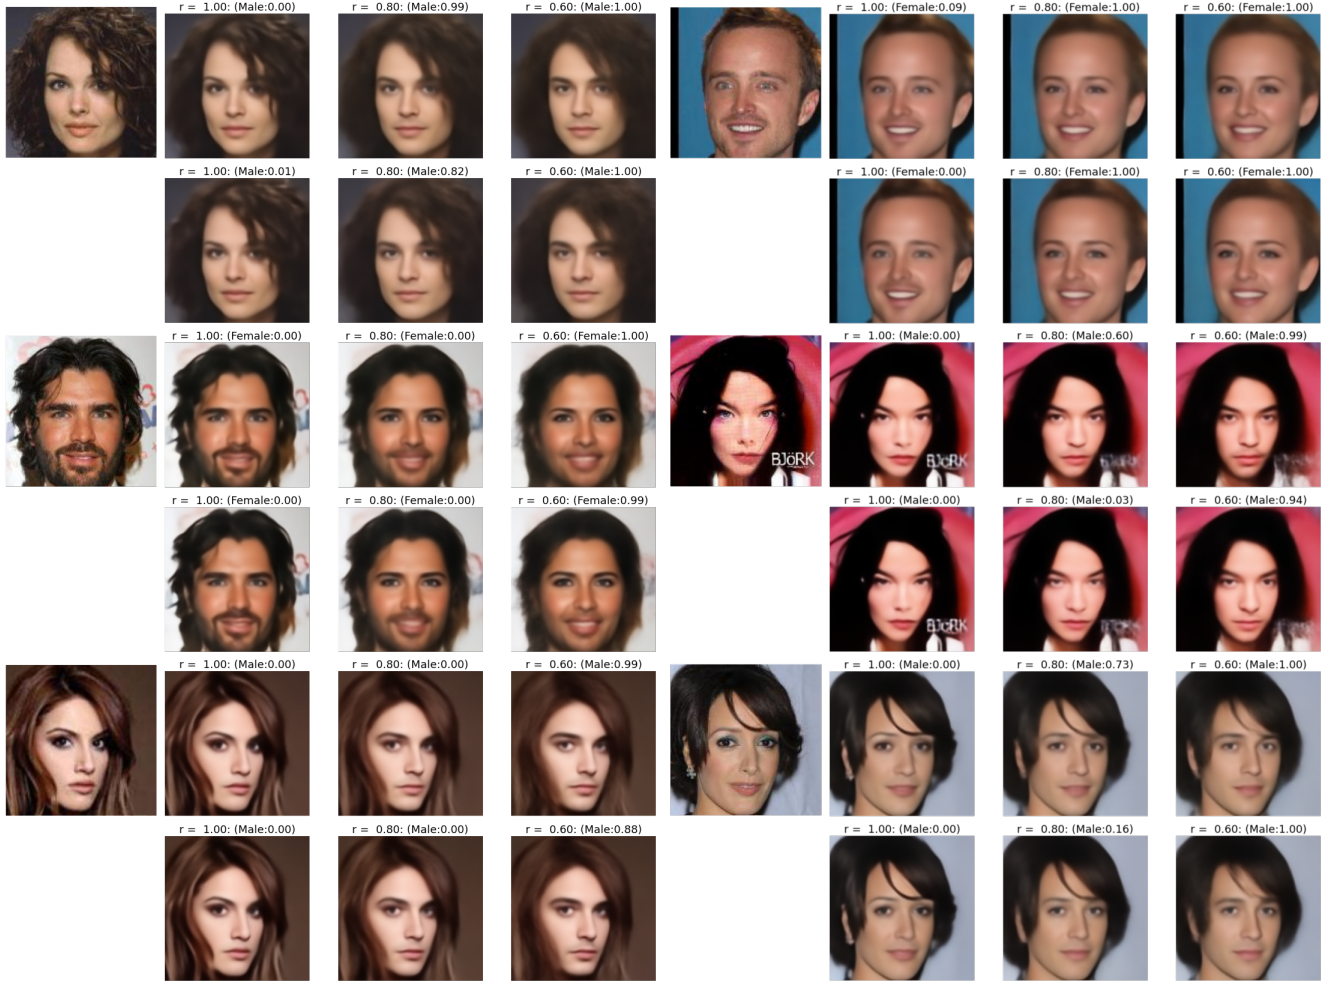 r = 1.00: (Male:0.00) r = 0.80: (Male:0.99) r = 0.60: (Male:1.00) r = 1.00: (Female:0.09) r = 0.80: (Female:1.00) r = 0.60: (Female:1.00)
r = 1.00: (Male:0.01) r = 0.80: (Male:0.82) r = 0.60: (Male:1.00) r = 1.00: (Female:0.00) r = 0.80: (Female:1.00) r = 0.60: (Female:1.00)
r = 1.00: (Female:0.00) r = 0.80: (Female:0.00) r = 0.60: (Female:1.00) r = 1.00: (Male:0.00) r = 0.80: (Male:0.60) r = 0.60: (Male:0.99)
BJöRK BJöRK
r = 1.00: (Female:0.00) r = 0.80: (Female:0.00) r = 0.60: (Female:0.99) r = 1.00: (Male:0.00) r = 0.80: (Male:0.03) r = 0.60: (Male:0.94)
BJöRK
r = 1.00: (Male:0.00) r = 0.80: (Male:0.00) r = 0.60: (Male:0.99) r = 1.00: (Male:0.00) r = 0.80: (Male:0.73) r = 0.60: (Male:1.00)
r = 1.00: (Male:0.00) r = 0.80: (Male:0.00) r = 0.60: (Male:0.88) r = 1.00: (Male:0.00) r = 0.80: (Male:0.16) r = 0.60: (Male:1.00)